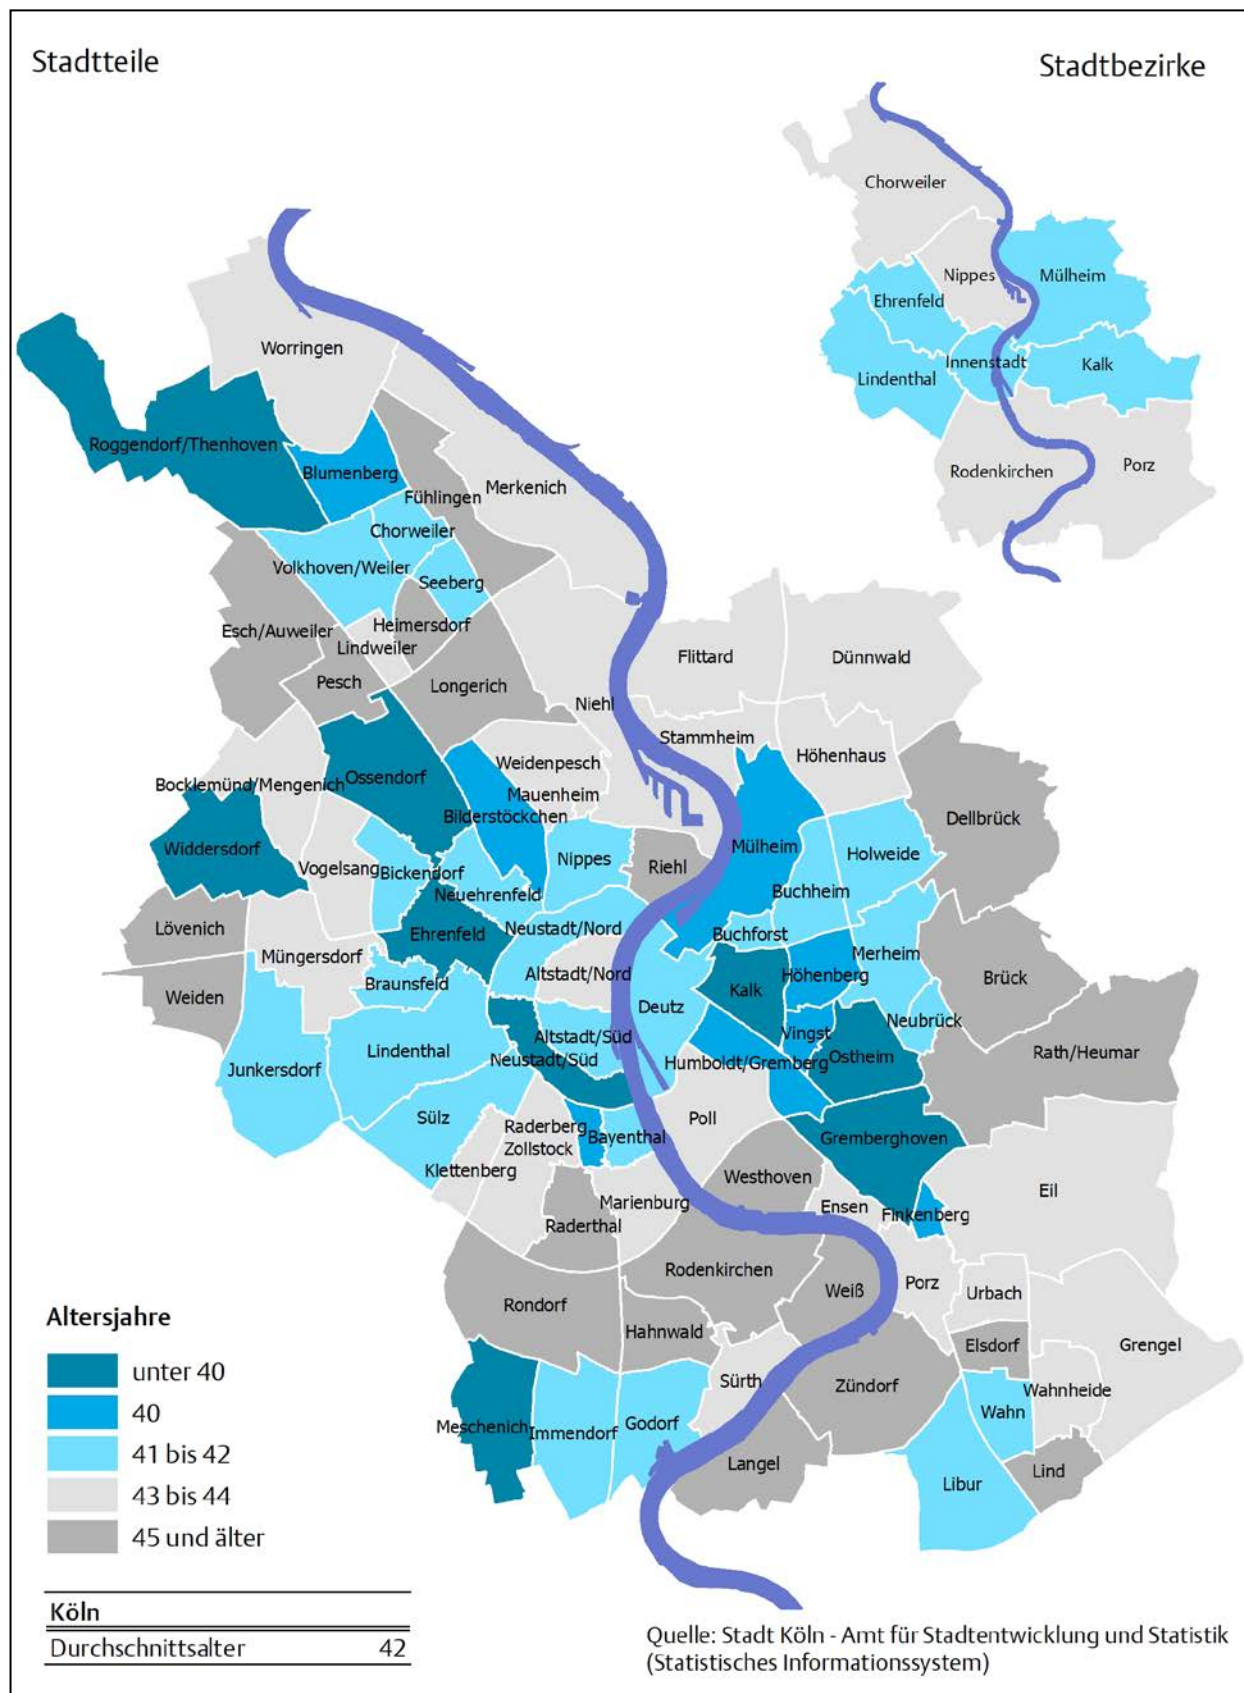 Stadtteile
Stadtbezirke
Chorweiler
Nippes
Mülheim
Ehrenfeld
Innenstadt
Kalk
Lindenthal
Rodenkirchen
Porz
Worringen
Roggendorf/Thenhoven
Blumenberg
Merkenich
Fühlingen
Chorweiler
Volkhoven/Weiler
Seeberg
Esch/Auweiler
Heimersdorf
Lindweiler
Pesch
Longerich
Flittard
Dünnwald
Niehl
Stammheim
Höhenhaus
Weidenpesch
Bocklemünd/Mengenich
Ossendorf
Mauenheim
Bilderstöckchen
Dellbrück
Widdersdorf
Mülheim
Holweide
Vogelsang
Bickendorf
Nippes
Riehl
Neuehrenfeld
Buchheim
Lövenich
Ehrenfeld
Neustadt/Nord
Buchforst
Müngersdorf
Merheim
Altstadt/Nord
Höhenberg
Braunsfeld
Brück
Weiden
Kalk
Deutz
Neubrück
Altstadt/Süd
Vingst
Lindenthal
Neustadt/Süd
Ostheim
Rath/Heumar
Junkersdorf
Humboldt/Gremberg
Sülz
Raderberg
Poll
Bayenthal
Gremberghoven
Zollstock
Klettenberg
Westhoven
Eil
Marienburg
Ensen
Finkenberg
Raderthal
Rodenkirchen
Porz
Weiß
Urbach
Rondorf
Hahnwald
Elsdorf
Grengel
Sürth
Zündorf
Wahnheide
Wahn
Meschenich
Immendorf
Godorf
Langel
Lind
Libur
Altersjahre
unter 40
40
41 bis 42
43 bis 44
45 und älter
Köln
Durchschnittsalter 42
Quelle: Stadt Köln - Amt für Stadtentwicklung und Statistik
(Statistisches Informationssystem)